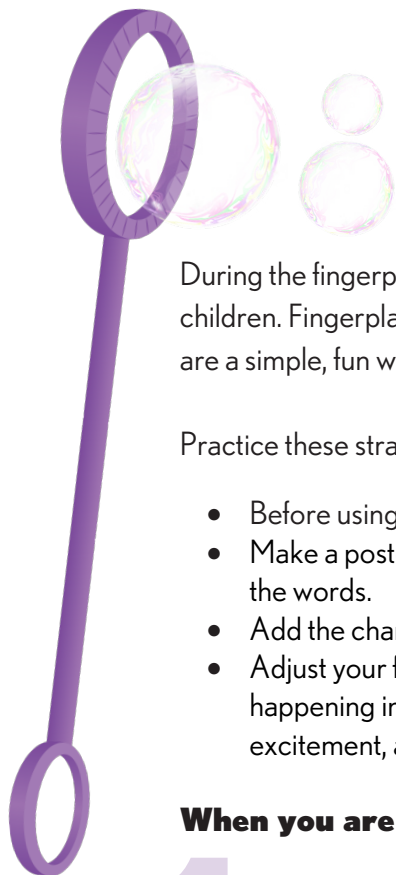 During the fingerp
children. Fingerpla
are a simple, fun w
Practice these stra
• Before using
• Make a post
the words.
• Add the cha
• Adjust your f
happening in
excitement, a
When you are